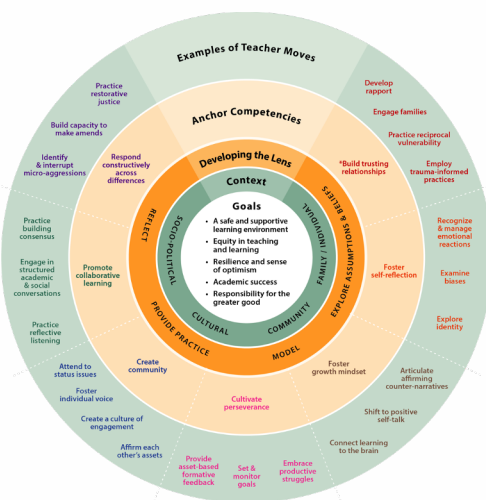 Examples of Teacher Moves
Anchor Competencies
Developing the Lens
Context
Goals
• A safe and supportive
learning environment
• Equity in teaching
and learning
• Resilience and sense
of optimism
• Academic success
• Responsibility for the
greater good
SOCIO-POLITICAL
FAMILY / INDIVIDUAL
COMMUNITY
CULTURAL
REFLECT
EXPLORE ASSUMPTIONS & BELIEFS
MODEL
PROVIDE PRACTICE
*Build trusting
relationships
Develop
rapport
Engage families
Practice reciprocal
vulnerability
Employ
trauma-informed
practices
Foster
self-reflection
Recognize
& manage
emotional
reactions
Examine
biases
Explore
identity
Foster
growth mindset
Articulate
affirming
counter-narratives
Shift to positive
self-talk
Connect learning
to the brain
Cultivate
perseverance
Embrace
productive
struggles
Set &
monitor
goals
Provide
asset-based
formative
feedback
Create
community
Attend to
status issues
Foster
individual voice
Create a culture of
engagement
Affirm each
other's assets
Promote
collaborative
learning
Practice
building
consensus
Engage in
structured
academic
& social
conversations
Practice
reflective
listening
Respond
constructively
across
differences
Practice
restorative
justice
Build capacity to
make amends
Identify
& interrupt
micro-aggressions